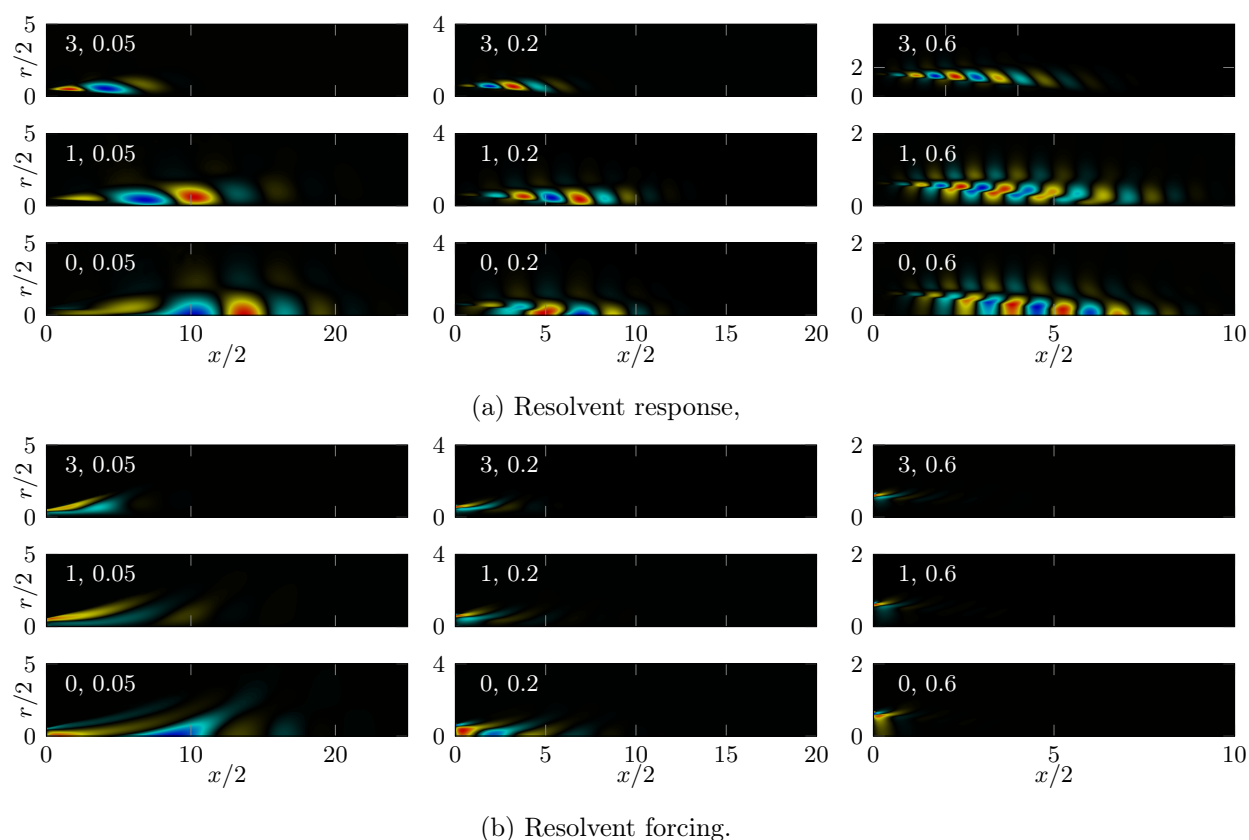 5 4
r/2 3, 0.05 3, 0.2 2 3, 0.6
0 0 0
5 4 2
r/2 1, 0.05 1, 0.2 1, 0.6
0 0 0
5 4 2
r/2 0, 0.05 0, 0.2 0, 0.6
0 0 0
0 10 20 0 5 10 15 20 0 5 10
x/2 x/2 x/2
(a) Resolvent response,
5 4 2
r/2 3, 0.05 3, 0.2 3, 0.6
0 0 0
5 4 2
r/2 1, 0.05 1, 0.2 1, 0.6
0 0 0
5 4 2
r/2 0, 0.05 0, 0.2 0, 0.6
0 0 0
0 10 20 0 5 10 15 20 0 5 10
x/2 x/2 x/2
(b) Resolvent forcing.